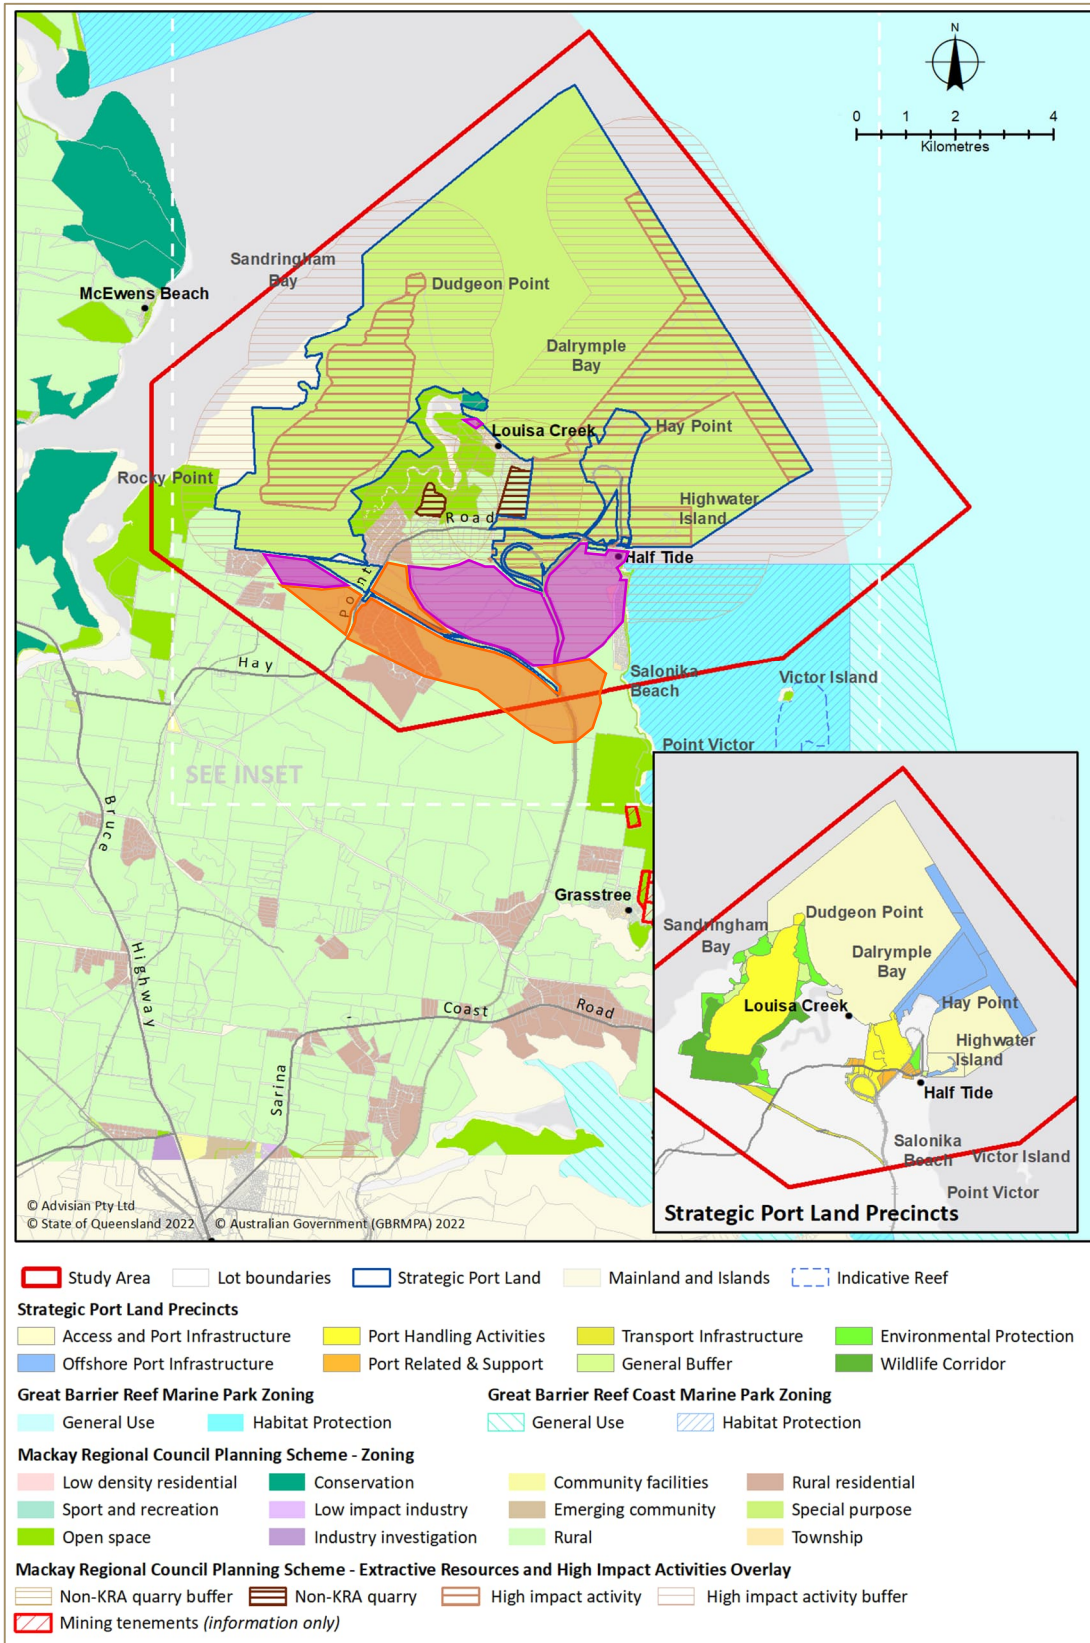 N
0 1 2 4
Kilometres
Sandringham
Bay
McEwens Beach
Dudgeon Point
Dalrymple
Bay
Louisa Creek
Hay Point
Rocky Point
Road
Highwater
Island
Half Tide
Point
Hay
Salonika
Beach
Victor Island
Point Victor
SEE INSET
Bruce
Highway
Grasstree
Coast
Road
Sarina
© Advisian Pty Ltd
© State of Queensland 2022 © Australian Government (GBRMPA) 2022
Sandringham
Bay
Dudgeon Point
Dalrymple
Bay
Louisa Creek
Hay Point
Highwater
Island
Half Tide
Salonika
Beach
Victor Island
Point Victor
Strategic Port Land Precincts
Study Area Lot boundaries Strategic Port Land Mainland and Islands Indicative Reef
Strategic Port Land Precincts
Access and Port Infrastructure Port Handling Activities Transport Infrastructure Environmental Protection
Offshore Port Infrastructure Port Related & Support General Buffer Wildlife Corridor
Great Barrier Reef Marine Park Zoning Great Barrier Reef Coast Marine Park Zoning
General Use Habitat Protection General Use Habitat Protection
Mackay Regional Council Planning Scheme - Zoning
Low density residential Conservation Community facilities Rural residential
Sport and recreation Low impact industry Emerging community Special purpose
Open space Industry investigation Rural Township
Mackay Regional Council Planning Scheme - Extractive Resources and High Impact Activities Overlay
Non-KRA quarry buffer Non-KRA quarry High impact activity High impact activity buffer
Mining tenements (information only)